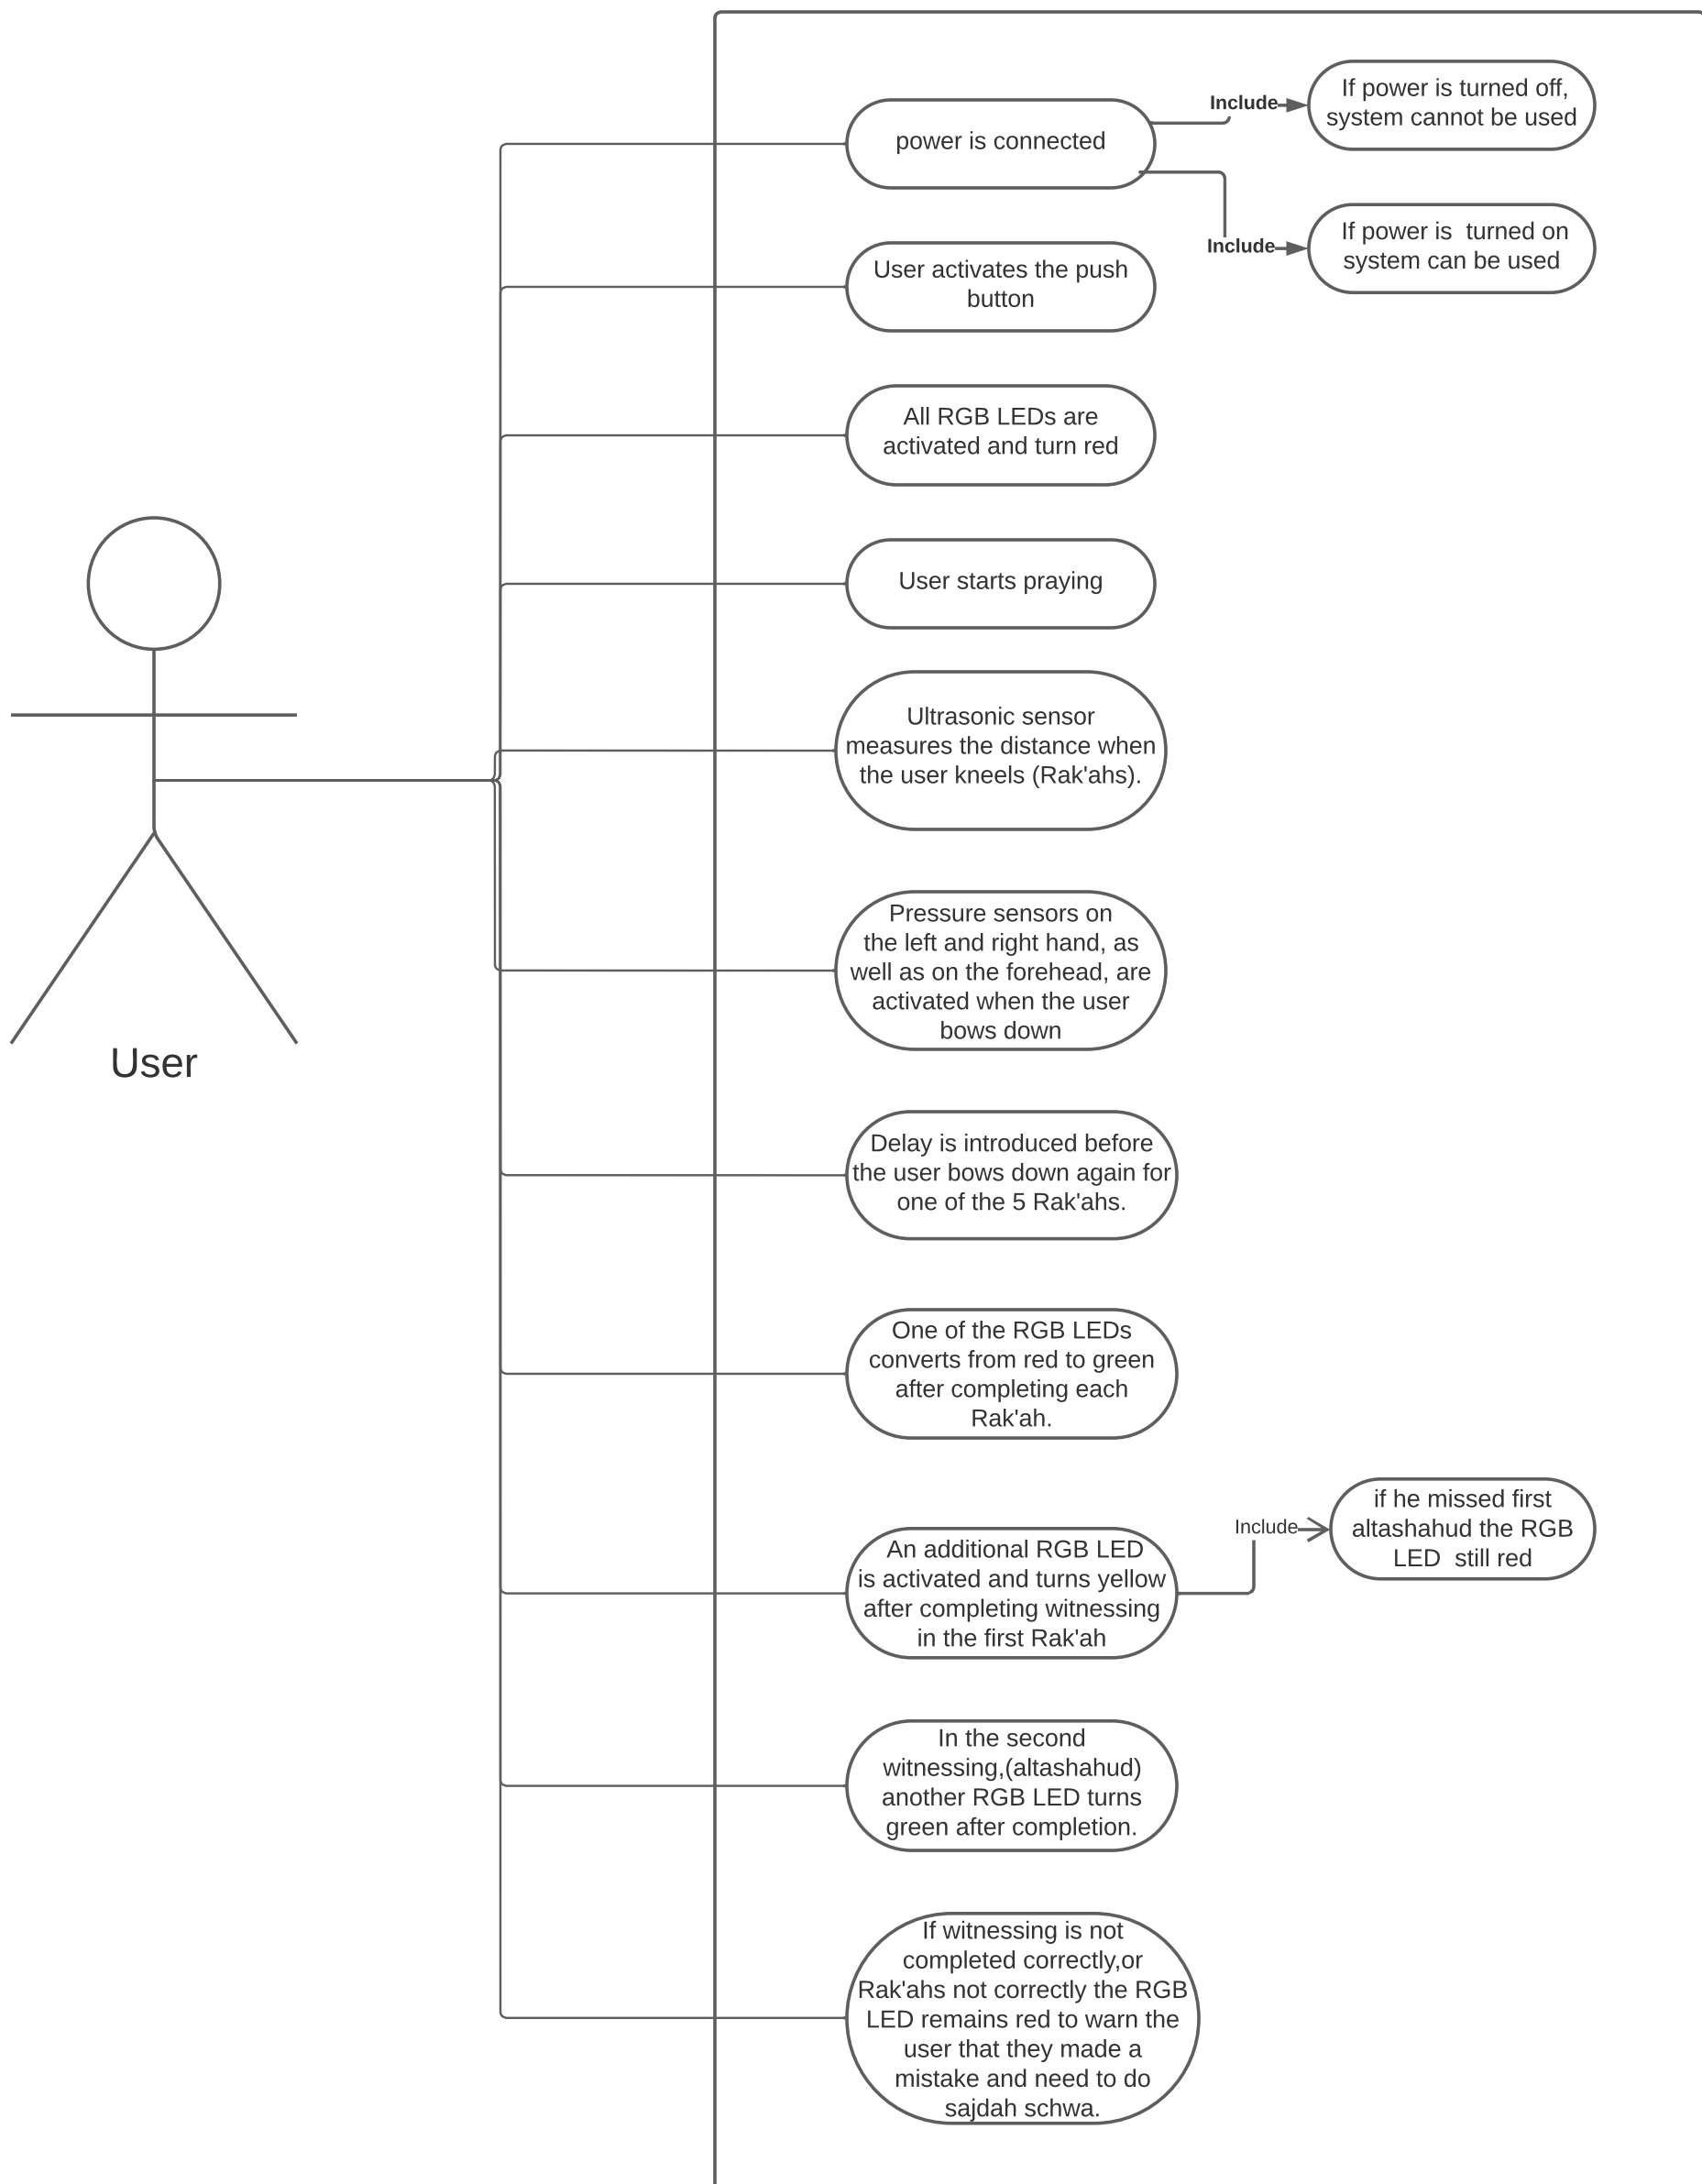 power is connected
Include
If power is turned off,
system cannot be used
Include
If power is  turned on
system can be used
User activates the push
button
All RGB LEDs are
activated and turn red
User starts praying
Ultrasonic sensor
measures the distance when
the user kneels (Rak'ahs).
Pressure sensors on
the left and right hand, as
well as on the forehead, are
activated when the user
bows down
User
Delay is introduced before
the user bows down again for
one of the 5 Rak'ahs.
One of the RGB LEDs
converts from red to green
after completing each
Rak'ah.
An additional RGB LED
is activated and turns yellow
after completing witnessing
in the first Rak'ah
Include
if he missed first
altashahud the RGB
LED  still red
In the second
witnessing,(altashahud)
another RGB LED turns
green after completion.
If witnessing is not
completed correctly,or
Rak'ahs not correctly the RGB
LED remains red to warn the
user that they made a
mistake and need to do
sajdah schwa.